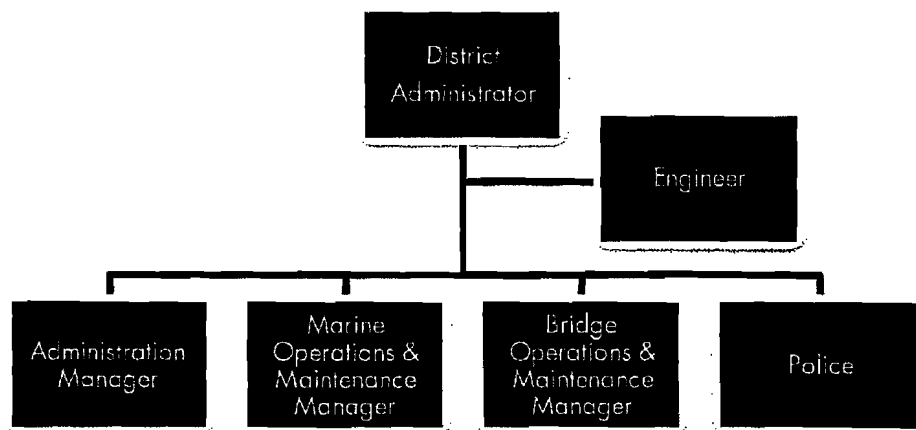 District
Administrator
Engineer
Administration
Manager
Marine
Operations &
Maintenance
Manager
Bridge
Operations &
Maintenance
Manager
Police